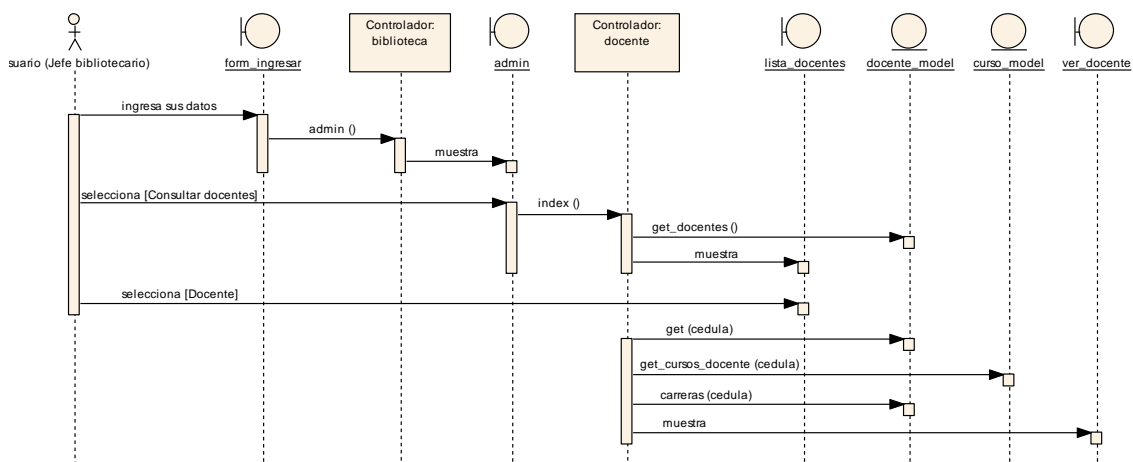 Controlador:
biblioteca
Controlador:
docente
suario (Jefe bibliotecario)
form_ingresar
admin
lista_docentes
docente_model
curso_model
ver_docente
ingresa sus datos
admin ()
muestra
selecciona [Consultar docentes]
index ()
get_docentes ()
muestra
selecciona [Docente]
get (cedula)
get_cursos_docente (cedula)
carreras (cedula)
muestra